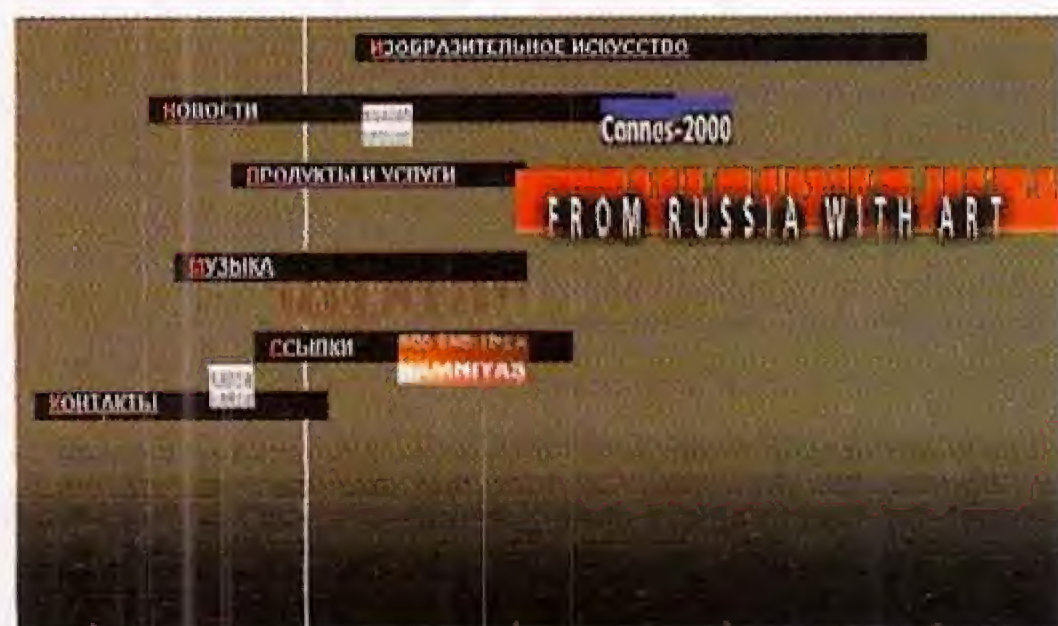 ИЗОБРАЗИТЕЛЬНОЕ ИСКУССТВО
НОВОСТИ
Cannes-2000
ПРОДУКТЫ И УСЛУГИ
FROM RUSSIA WITH ART
МУЗЫКА
ССЫЛКИ
КОНТАКТЫ